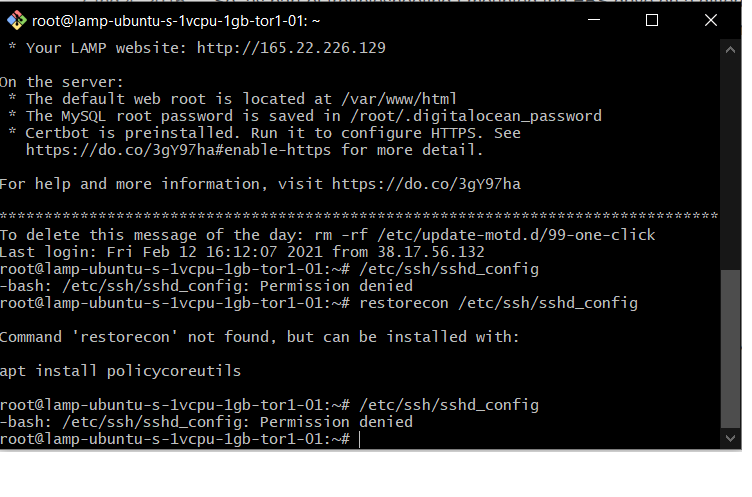 root@lamp-ubuntu-s-1vcpu-1gb-tor1-01: ~
 * Your LAMP website: http://165.22.226.129
On the server:
 * The default web root is located at /var/www/html
 * The MySQL root password is saved in /root/.digitalocean_password
 * Certbot is preinstalled. Run it to configure HTTPS. See
   https://do.co/3gY97ha#enable-https for more detail.
For help and more information, visit https://do.co/3gY97ha
********************************************************************************
To delete this message of the day: rm -rf /etc/update-motd.d/99-one-click
Last login: Fri Feb 12 16:12:07 2021 from 38.17.56.132
root@lamp-ubuntu-s-1vcpu-1gb-tor1-01:~# /etc/ssh/sshd_config
-bash: /etc/ssh/sshd_config: Permission denied
root@lamp-ubuntu-s-1vcpu-1gb-tor1-01:~# restorecon /etc/ssh/sshd_config
Command 'restorecon' not found, but can be installed with:
apt install policycoreutils
root@lamp-ubuntu-s-1vcpu-1gb-tor1-01:~# /etc/ssh/sshd_config
-bash: /etc/ssh/sshd_config: Permission denied
root@lamp-ubuntu-s-1vcpu-1gb-tor1-01:~#